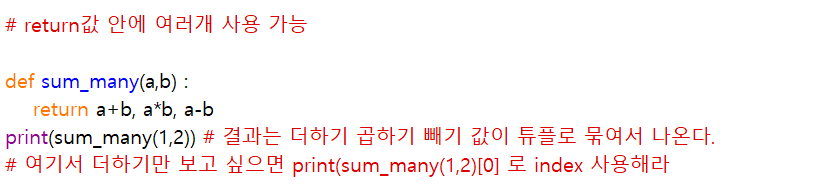 # return값 안에 여러개 사용 가능
def sum_many(a,b) :
return a+b, a*b, a-b
print(sum_many(1,2)) # 결과는 더하기 곱하기 빼기 값이 튜플로 묶여서 나온다.
# 여기서 더하기만 보고 싶으면 print(sum_many(1,2)[0] 로 index 사용해라